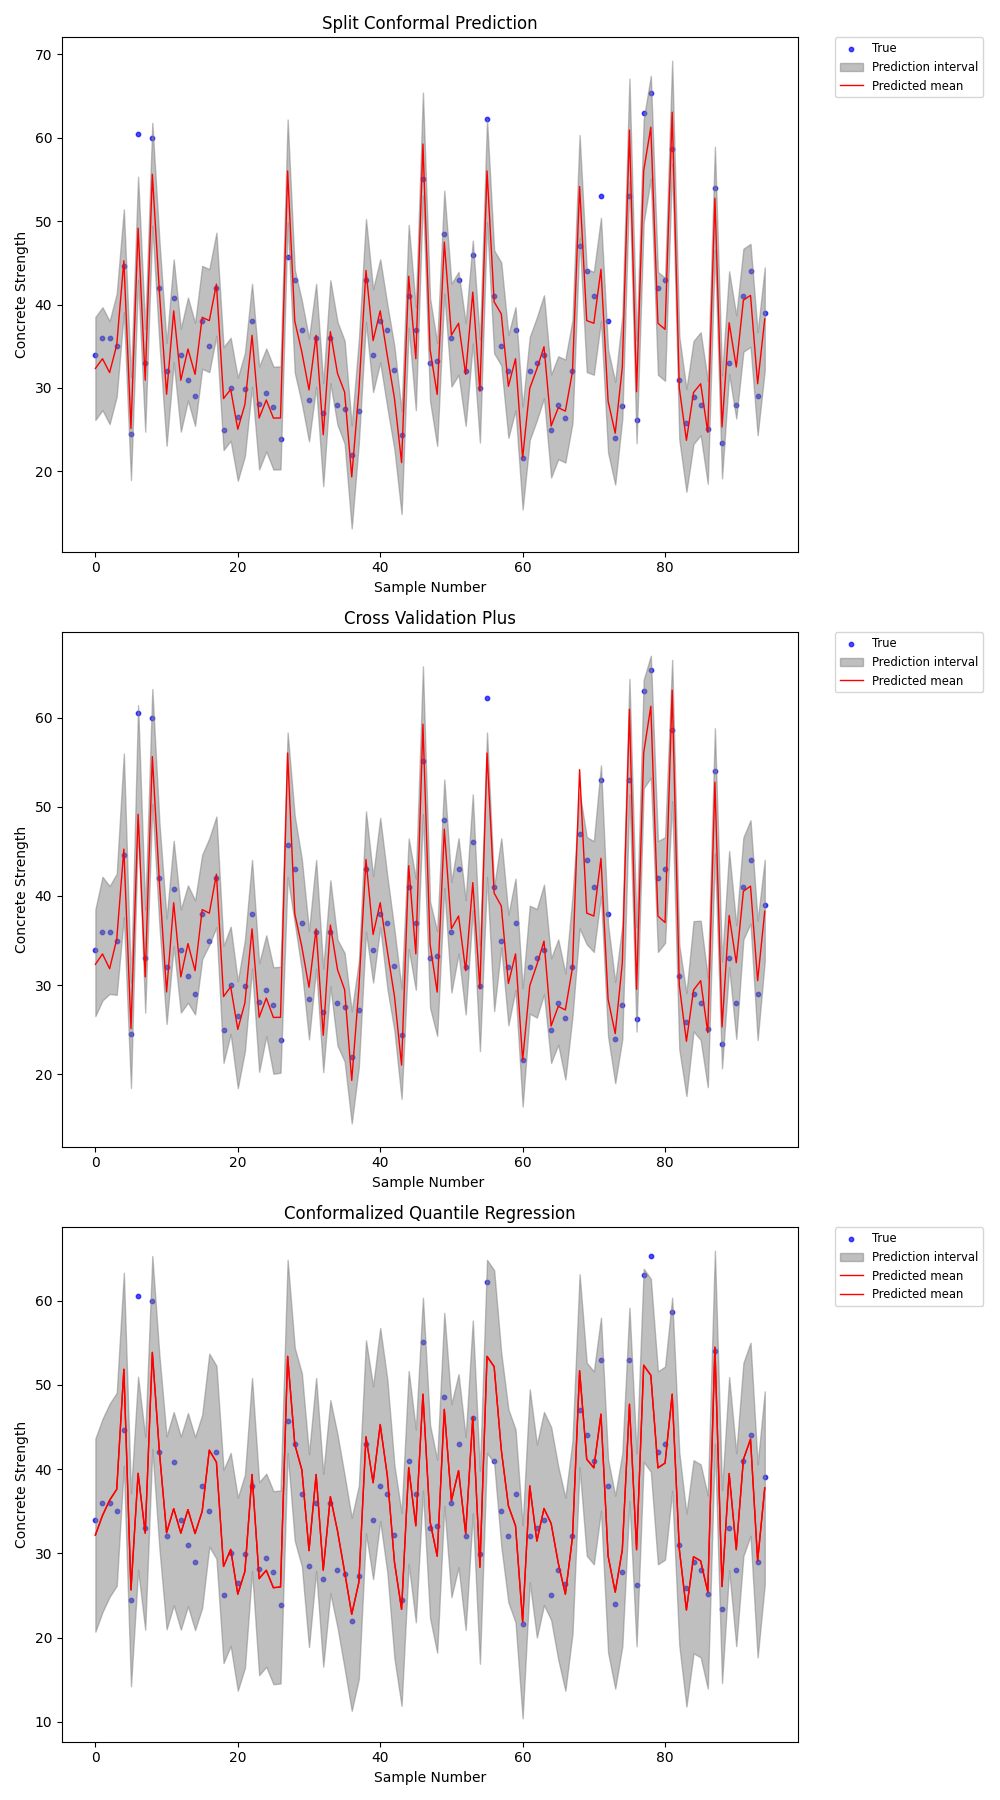 Split Conformal Prediction
70
60
50
40
30
20
Concrete Strength
0 20 40 60 80
Sample Number
True
Prediction interval
Predicted mean
Cross Validation Plus
60
50
40
30
20
Concrete Strength
0 20 40 60 80
Sample Number
True
Prediction interval
Predicted mean
Conformalized Quantile Regression
60
50
40
30
20
10
Concrete Strength
0 20 40 60 80
Sample Number
True
Prediction interval
Predicted mean
Predicted mean